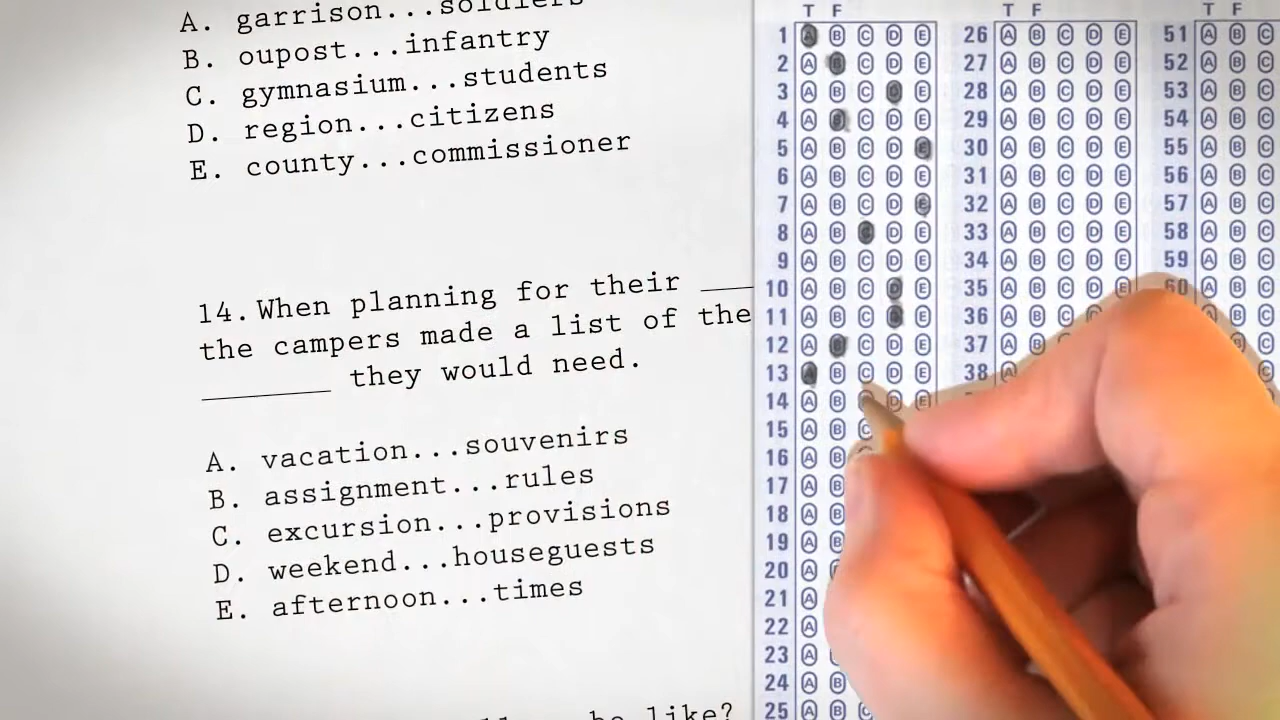 A. garrison...soldiers
B. oupost...infantry
C. gymnasium...students
D. region...citizens
E. county...commissioner
14. When planning for their ____
the campers made a list of the
________ they would need.
A. vacation...souvenirs
B. assignment...rules
C. excursion...provisions
D. weekend...houseguests
E. afternoon...times
be like?
T F
1 A B C D E
2 A B C D E
3 A B C D E
4 A B C D E
5 A B C D E
6 A B C D E
7 A B C D E
8 A B C D E
9 A B C D E
10 A B C D E
11 A B C D E
12 A B C D E
13 A B C D E
14 A B C D E
15 A B C
16 A B
17 A B
18 A B
19 A B
20 A
21 A
22 A
23 A
24 A B
25 A B C
T F
26 A B C D E
27 A B C D E
28 A B C D E
29 A B C D E
30 A B C D E
31 A B C D E
32 A B C D E
33 A B C D E
34 A B C D E
35 A B C D E
36 A B C
37 A B
38 A
T F
51 A B C
52 A B C
53 A B C
54 A B C
55 A B C
56 A B C
57 A B C
58 A B C
59 A B C
60 B C